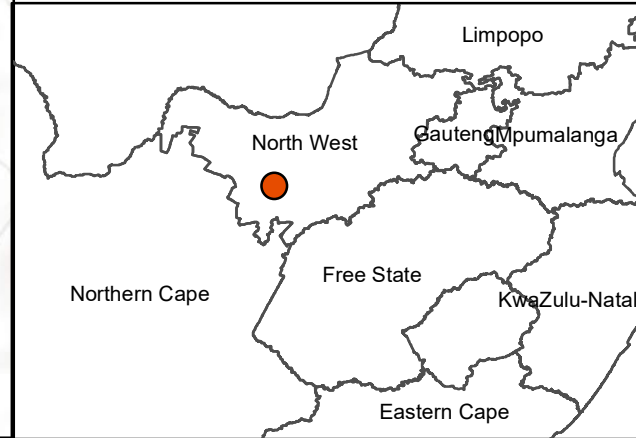 Limpopo
North West
Gauteng
Mpumalanga
Free State
Northern Cape
KwaZulu-Natal
Eastern Cape